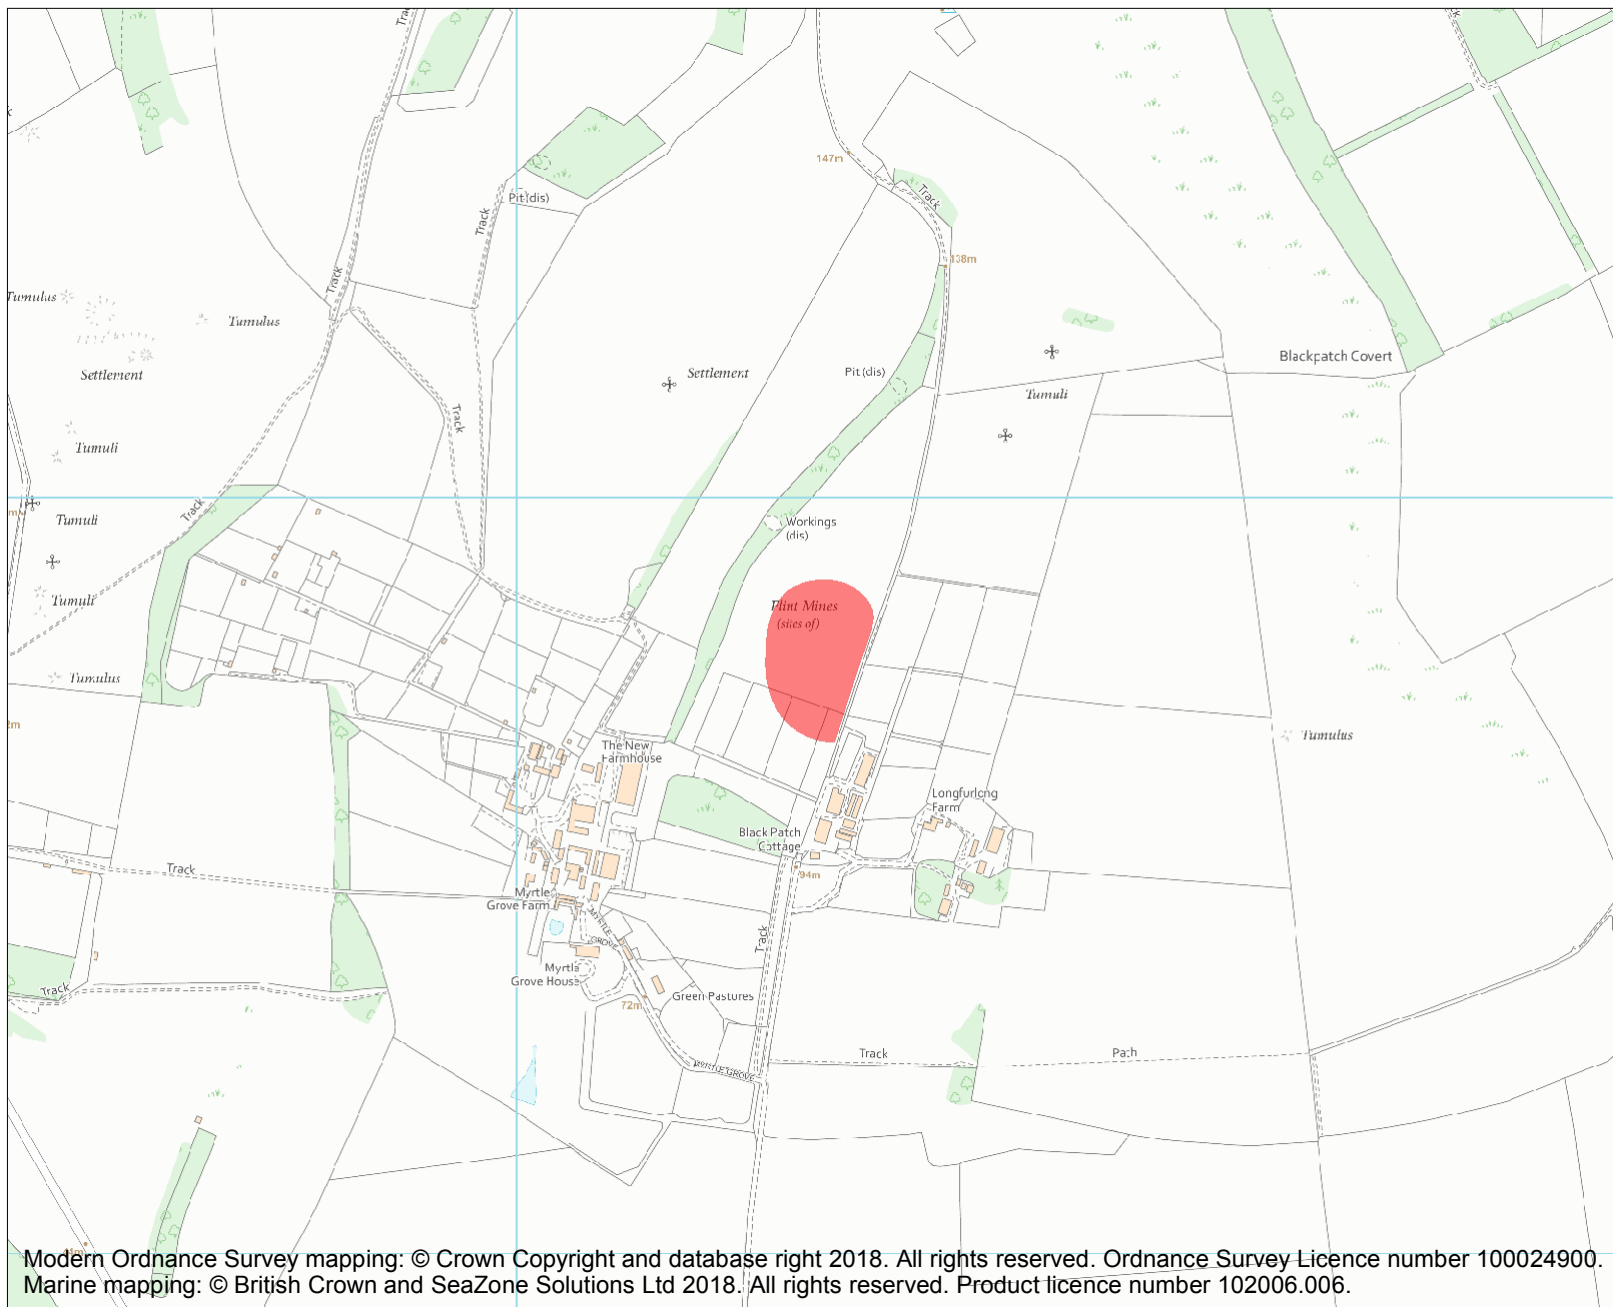 Track
147m
Track
Pit (dis)
Track
138m
Track
Tumulus
Tumulus
Settlement
Settlement
Pit (dis)
Blackpatch Covert
Tumuli
Track
Tumuli
Track
Tumuli
Workings
(dis)
Tumuli
Flint Mines
(sites of)
Tumulus
Tumulus
The New
Farmhouse
Longfurlong
Farm
Black Patch
Cottage
94m
Track
Myrtle
Grove Farm
MYRTLE
GROVE
Track
Myrtle
Grove House
Track
Green Pastures
72m
Track
Path
MYRTLE GROVE
Modern Ordnance Survey mapping: © Crown Copyright and database right 2018. All rights reserved. Ordnance Survey Licence number 100024900.
Marine mapping: © British Crown and SeaZone Solutions Ltd 2018. All rights reserved. Product licence number 102006.006.